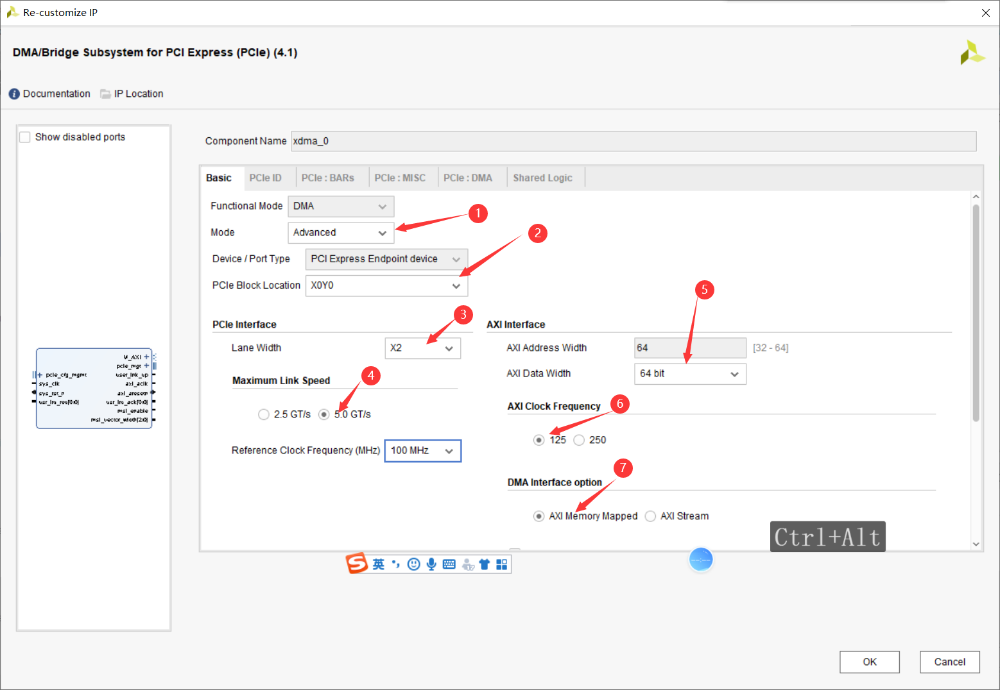 Re-customize IP
DMA/Bridge Subsystem for PCI Express (PCIe) (4.1)
Documentation IP Location
Show disabled ports
Component Name xdma_0
Basic PCIe ID PCIe : BARs PCIe : MISC PCIe : DMA Shared Logic
Functional Mode DMA
1
Mode Advanced
2
Device / Port Type PCI Express Endpoint device
PCIe Block Location X0Y0
5
3
PCIe Interface AXI Interface
Lane Width X2 AXI Address Width 64 [32 - 64]
AXI Data Width 64 bit
4
Maximum Link Speed
6
AXI Clock Frequency
2.5 GT/s 5.0 GT/s
125 250
Reference Clock Frequency (MHz) 100 MHz
7
DMA Interface option
AXI Memory Mapped AXI Stream
Ctrl+Alt
M_AXI
pcie_mgt
pcie_cfg_mgmt user_lnk_up
sys_clk axi_aclk
sys_rst_n axi_aresetn
usr_irq_req[0:0] usr_irq_ack[0:0]
msi_enable
msi_vector_width[2:0]
S 英
OK Cancel